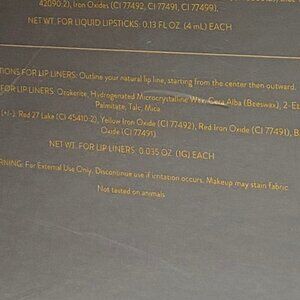 42090:2), Iron Oxides (CI 77492, CI 77491, CI 77499),
NET WT. FOR LIQUID LIPSTICKS: 0.13 FL OZ. (4 mL) EACH
TIONS FOR LIP LINERS: Outline your natural lip line, starting from the center then outward.
FOR LIP LINERS: Ozokerite, Hydrogenated Microcrystalline Wax, Cera Alba (Beeswax), 2-Es
Palmitate, Talc, Mica
(+/-): Red 27 Lake (CI 45410-2), Yellow Iron Oxide (CI 77492), Red Iron Oxide (CI 77491), B
Oxide (CI 77491)
NET WT. FOR LIP LINERS: 0.035 OZ. (1G) EACH
RNING: For External Use Only. Discontinue use if irritation occurs. Makeup may stain fabric.
Not tested on animals